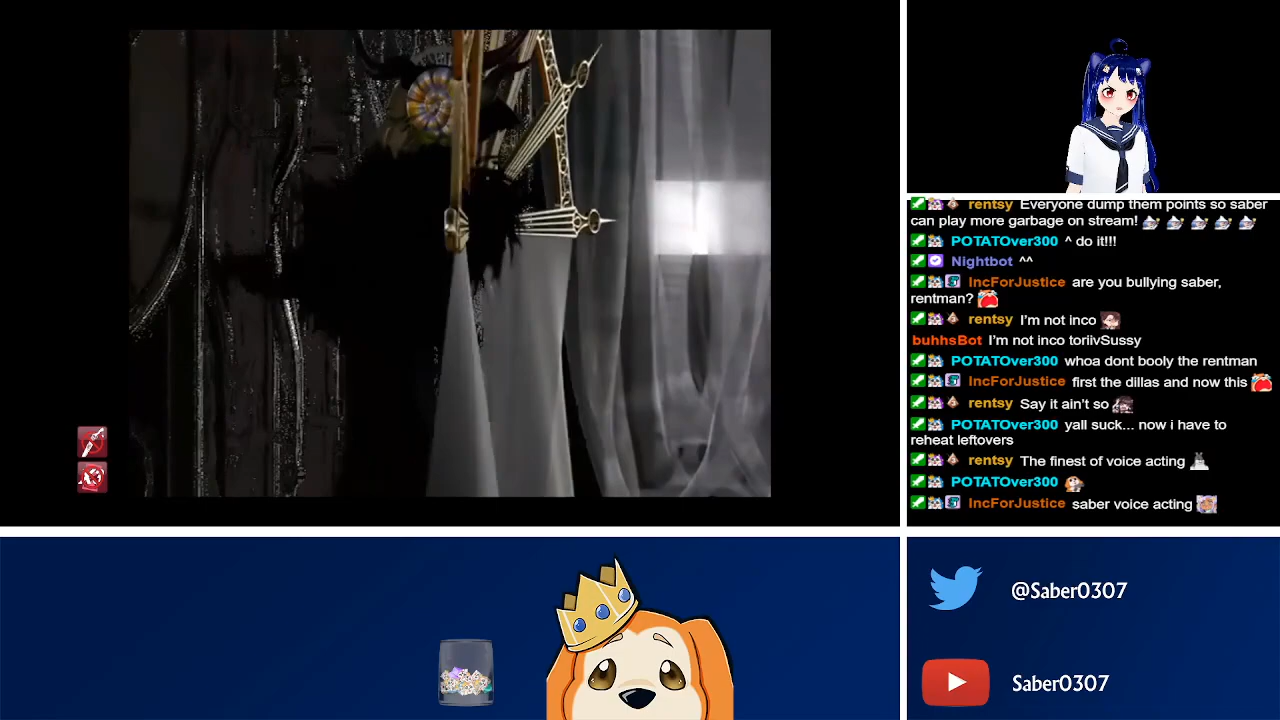 rentsy Everyone dump them points so saber
can play more garbage on stream!
POTATOver300 ^ do it!!!
Nightbot ^^
IncForJustice are you bullying saber,
rentman?
rentsy I'm not inco
buhhsBot I'm not inco toriivSussy
POTATOver300 whoa dont booly the rentman
IncForJustice first the dillas and now this
rentsy Say it ain't so
POTATOver300 yall suck... now i have to
reheat leftovers
rentsy The finest of voice acting
POTATOver300
IncForJustice saber voice acting
@Saber0307
Saber0307